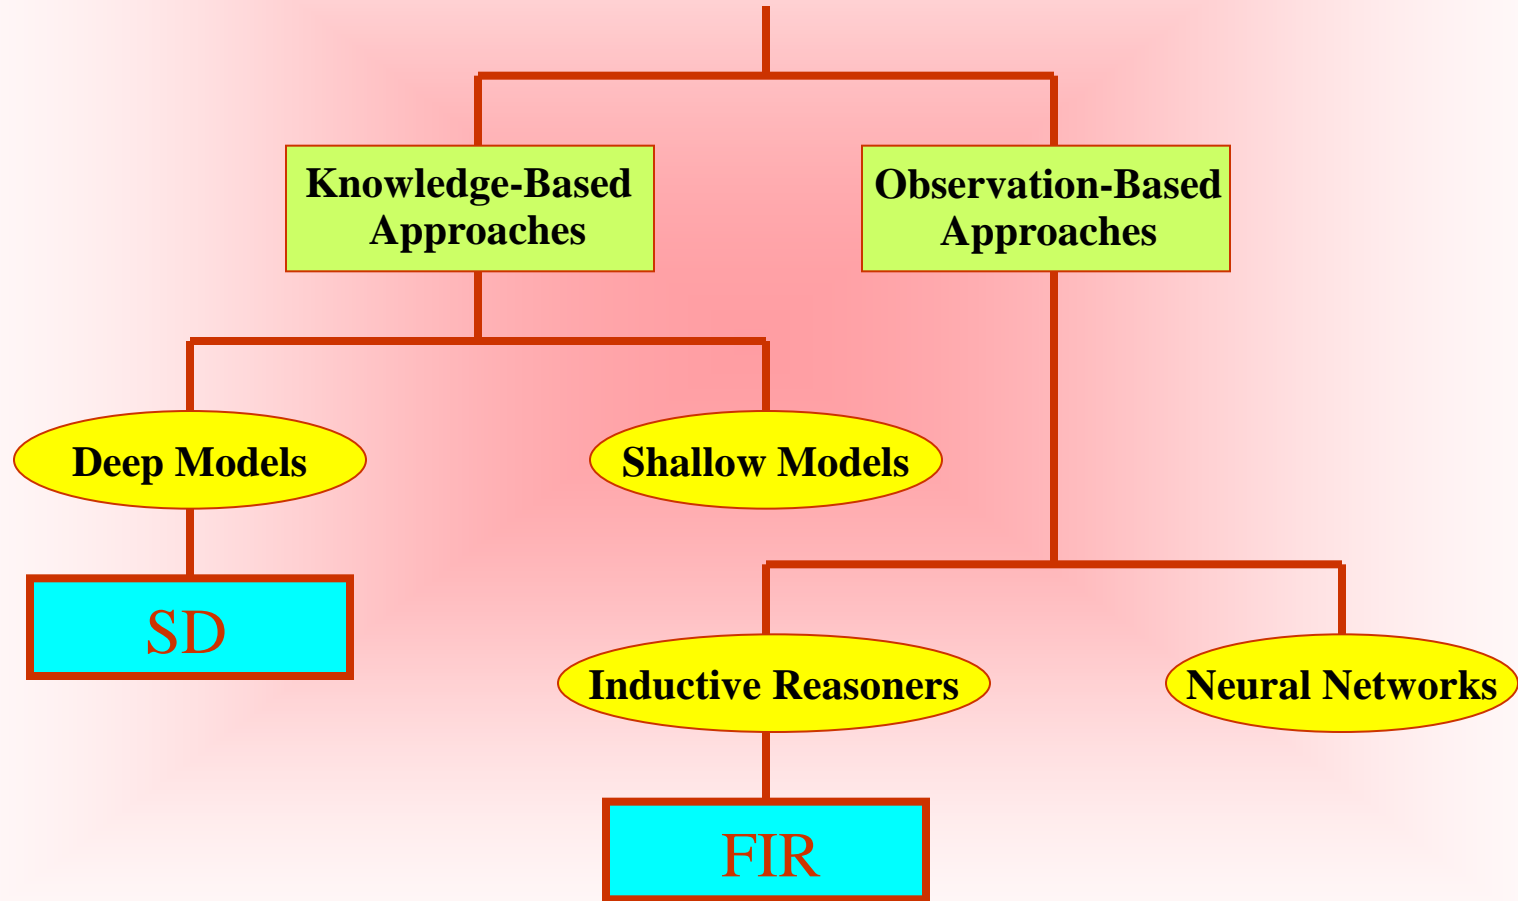 Knowledge-Based
Approaches
Observation-Based
Approaches
Deep Models
Shallow Models
SD
Inductive Reasoners
Neural Networks
FIR